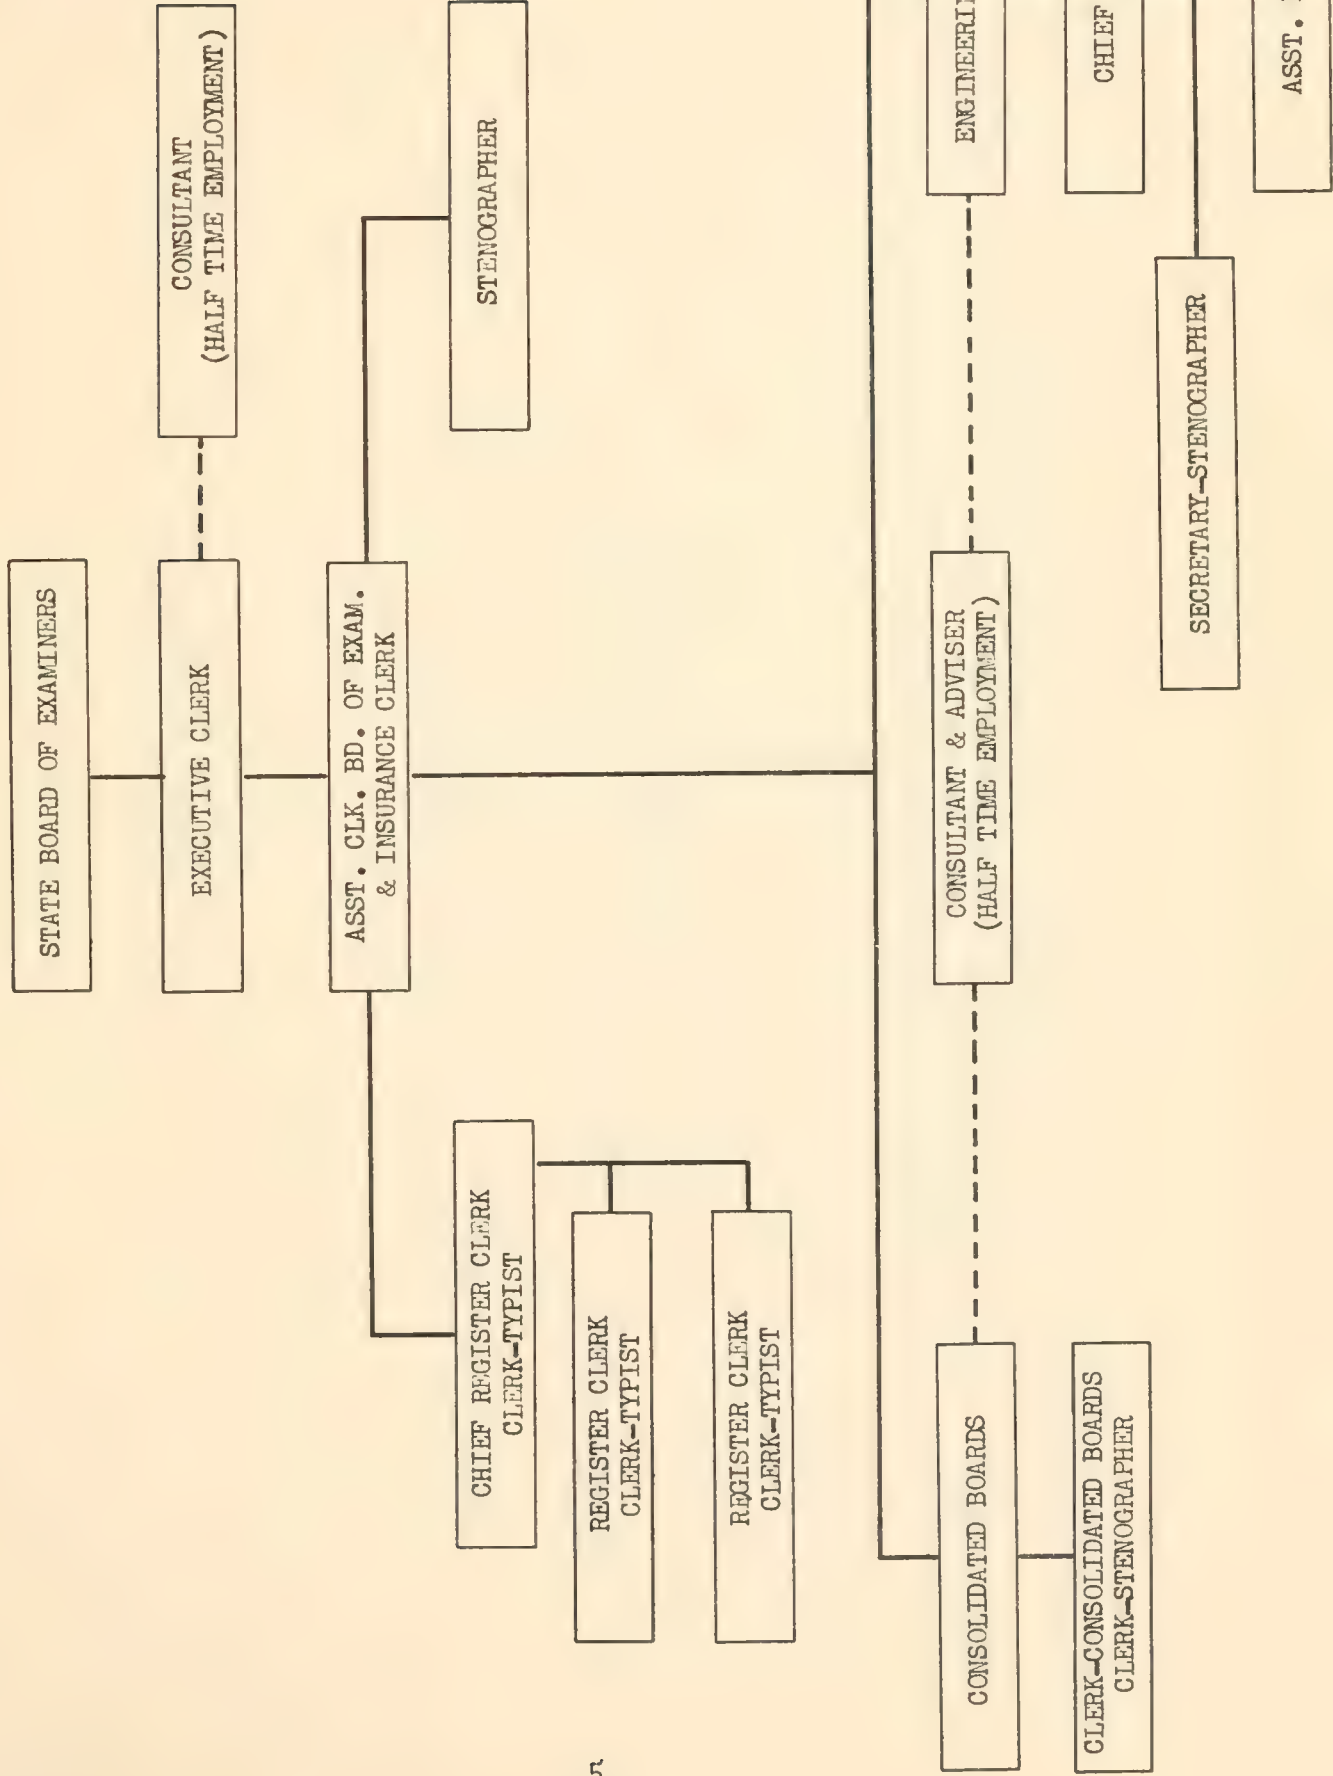 STATE BOARD OF EXAMINERS
EXECUTIVE CLERK
CONSULTANT
(HALF TIME EMPLOYMENT)
ASST. CLK. BD. OF EXAM.
& INSURANCE CLERK
STENOGRAPHER
CHIEF REGISTER CLERK
CLERK-TYPIST
REGISTER CLERK
CLERK-TYPIST
REGISTER CLERK
CLERK-TYPIST
CONSOLIDATED BOARDS
CONSULTANT & ADVISER
(HALF TIME EMPLOYMENT)
CLERK-CONSOLIDATED BOARDS
CLERK-STENOGRAPHER
CHIEF
SECRETARY-STENOGRAPHER
ASST.
5